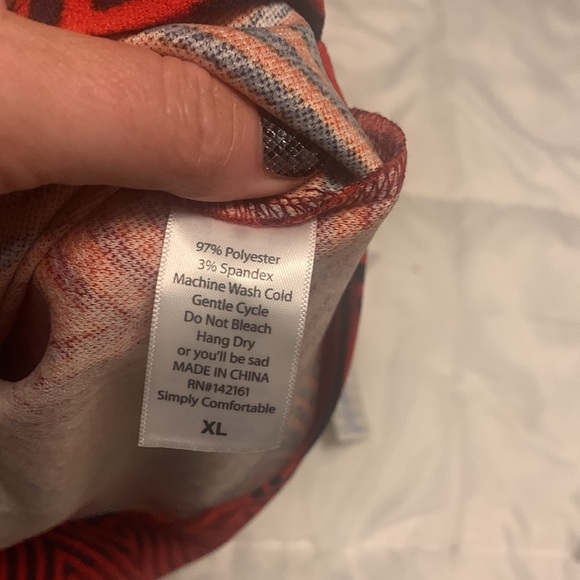 97% Polyester
3% Spandex
Machine Wash Cold
Gentle Cycle
Do Not Bleach
Hang Dry
or you'll be sad
MADE IN CHINA
RN#142161
Simply Comfortable
XL